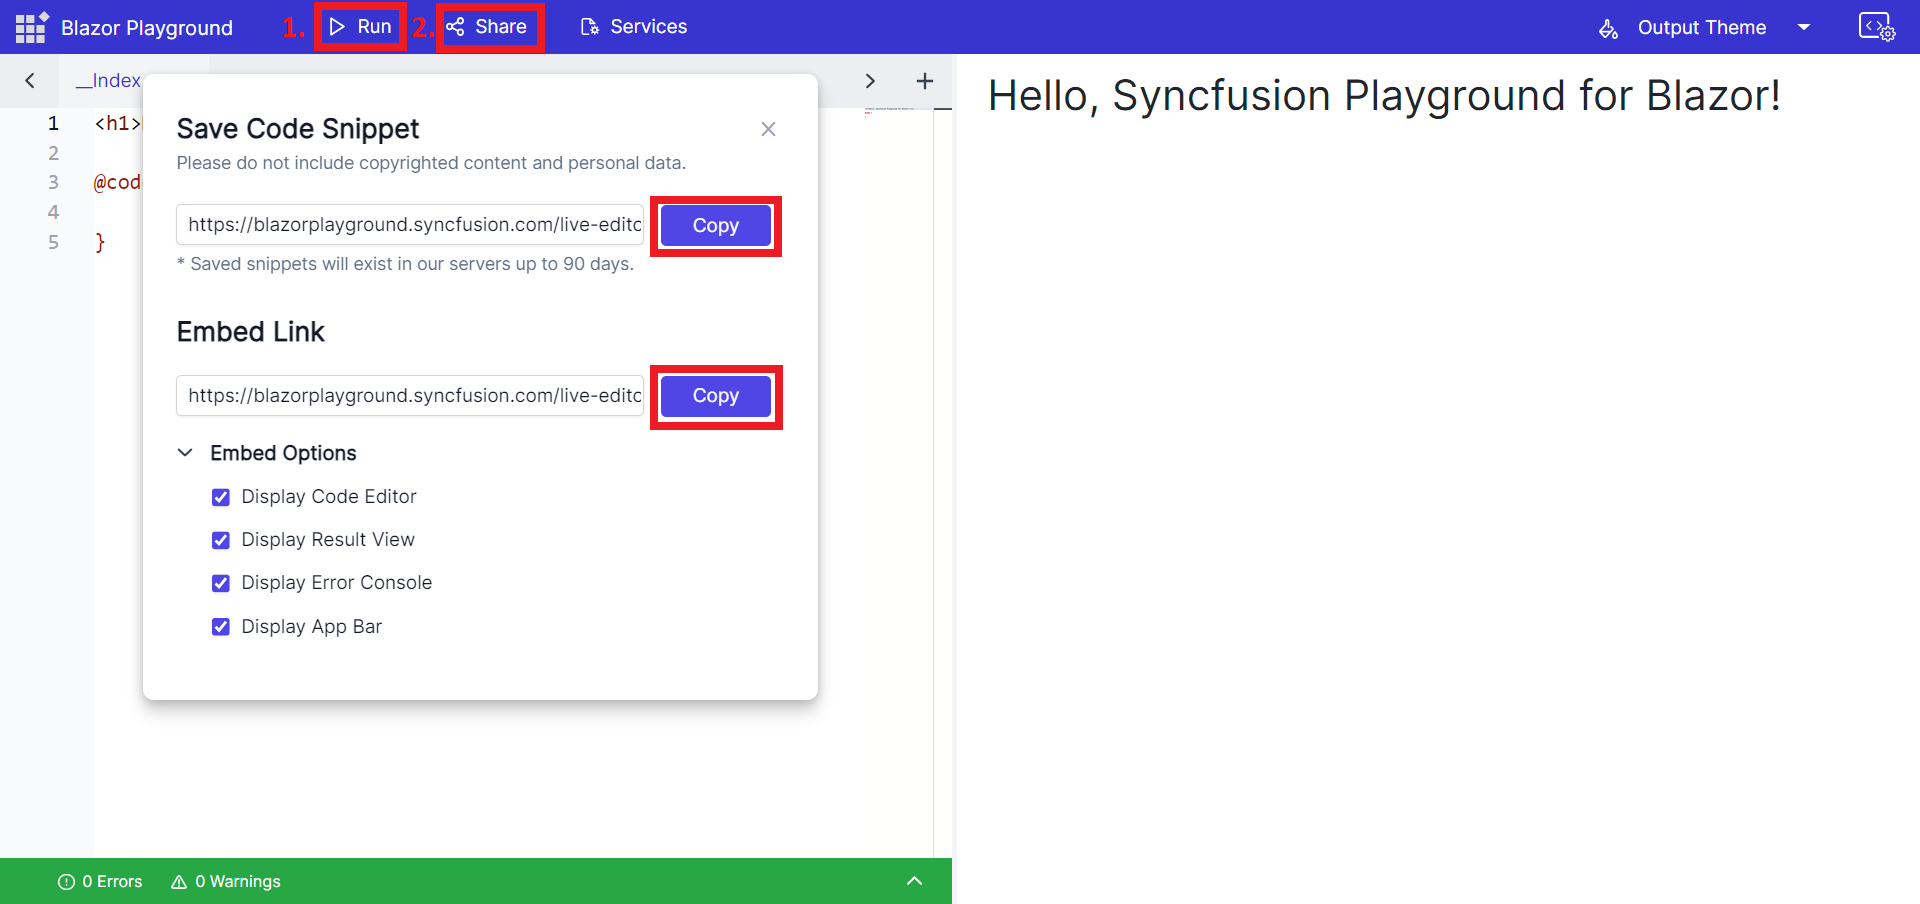 Blazor Playground 1. Run 2. Share Services Output Theme
__Index
1 <h1>
2
3 @cod
4
5 }
Save Code Snippet
Please do not include copyrighted content and personal data.
https://blazorplayground.syncfusion.com/live-edito Copy
* Saved snippets will exist in our servers up to 90 days.
Embed Link
https://blazorplayground.syncfusion.com/live-edito Copy
Embed Options
Display Code Editor
Display Result View
Display Error Console
Display App Bar
0 Errors 0 Warnings
Hello, Syncfusion Playground for Blazor!